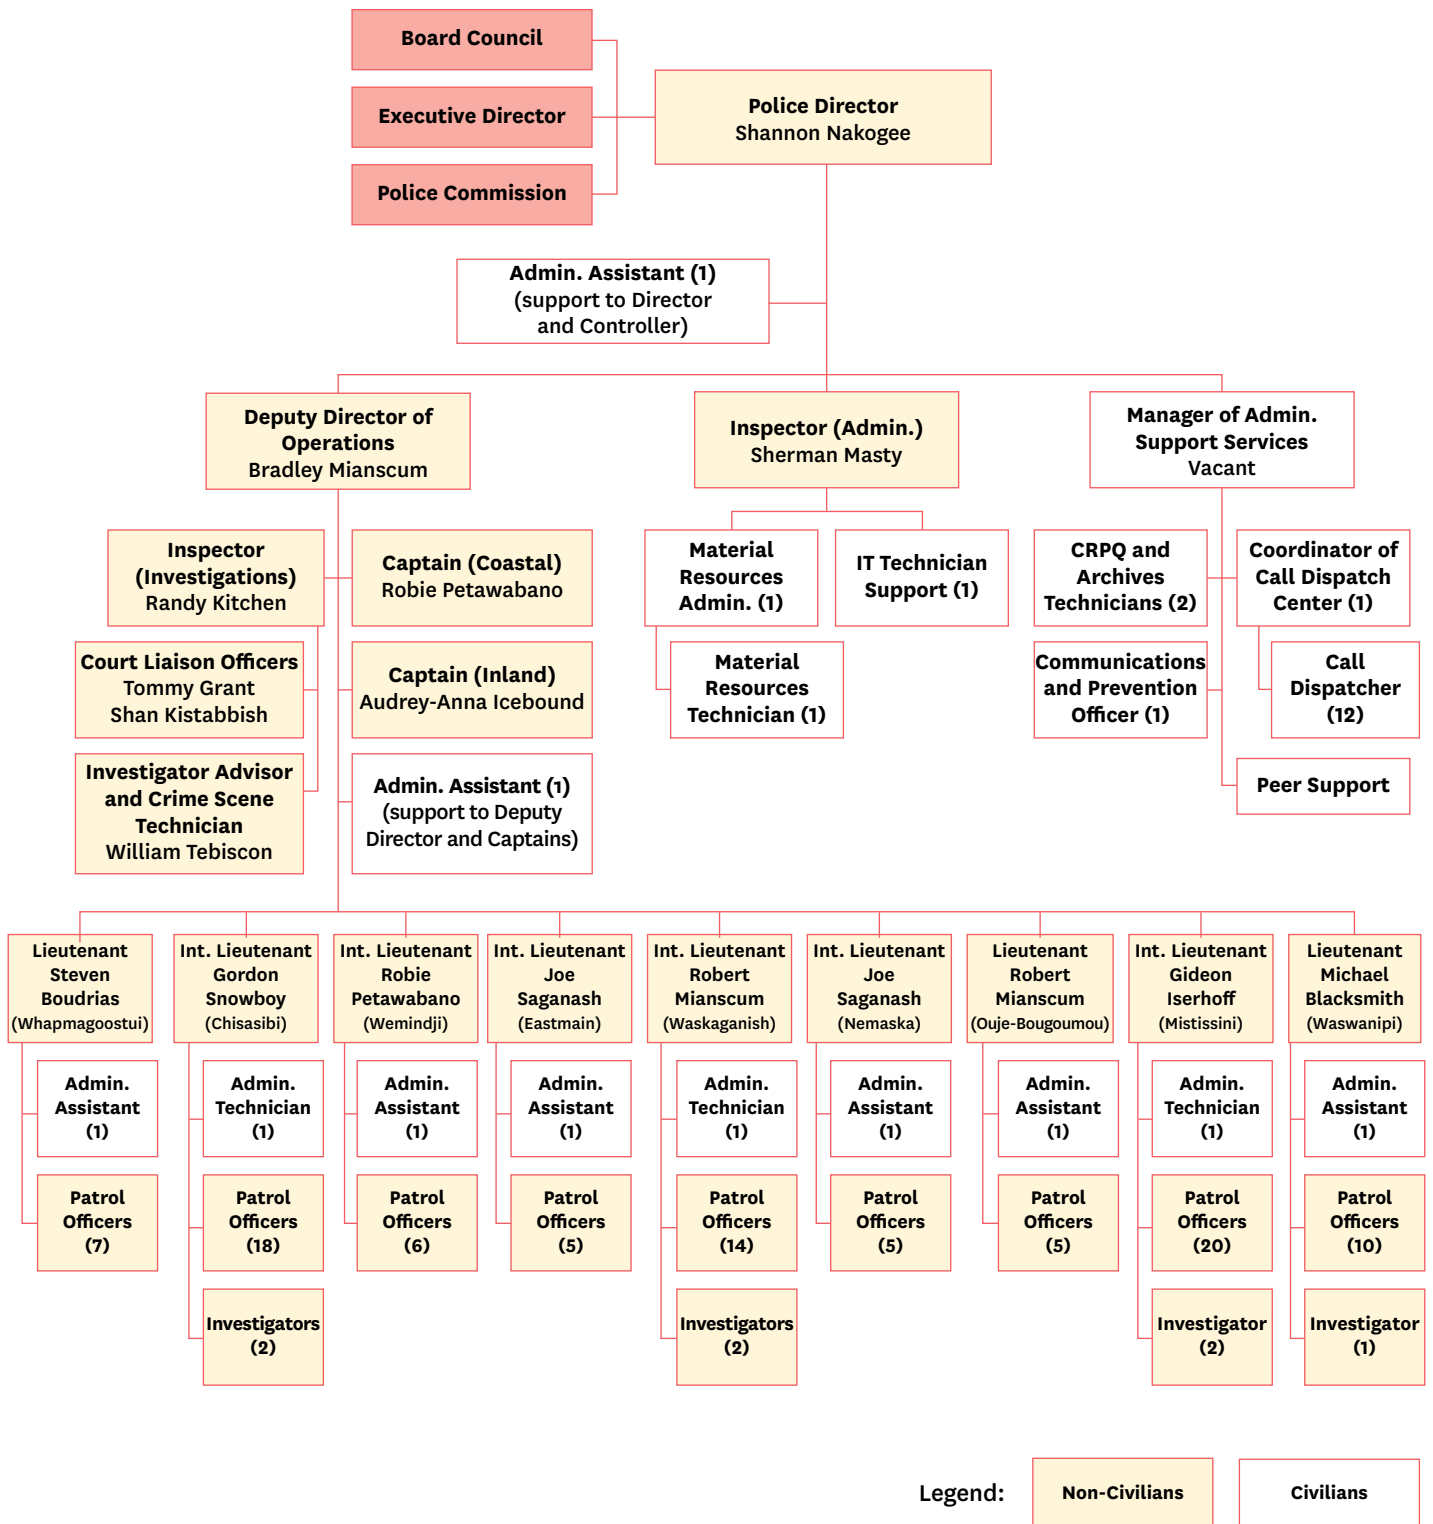 Board Council
Executive Director
Police Commission
Police Director
Shannon Nakogee
Admin. Assistant (1)
(support to Director
and Controller)
Deputy Director of
Operations
Bradley Mianscum
Inspector (Admin.)
Sherman Masty
Manager of Admin.
Support Services
Vacant
Inspector
(Investigations)
Randy Kitchen
Captain (Coastal)
Robie Petawabano
Court Liaison Officers
Tommy Grant
Shan Kistabbish
Captain (Inland)
Audrey-Anna Icebound
Investigator Advisor
and Crime Scene
Technician
William Tebiscon
Admin. Assistant (1)
(support to Deputy
Director and Captains)
Material
Resources
Admin. (1)
IT Technician
Support (1)
Material
Resources
Technician (1)
CRPQ and
Archives
Technicians (2)
Coordinator of
Call Dispatch
Center (1)
Communications
and Prevention
Officer (1)
Call
Dispatcher
(12)
Peer Support
Lieutenant
Steven
Boudrias
(Whapmagoostui)
Admin.
Assistant
(1)
Patrol
Officers
(7)
Int. Lieutenant
Gordon
Snowboy
(Chisasibi)
Admin.
Technician
(1)
Patrol
Officers
(18)
Investigators
(2)
Int. Lieutenant
Robie
Petawabano
(Wemindji)
Admin.
Assistant
(1)
Patrol
Officers
(6)
Int. Lieutenant
Joe
Saganash
(Eastmain)
Admin.
Assistant
(1)
Patrol
Officers
(5)
Int. Lieutenant
Robert
Mianscum
(Waskaganish)
Admin.
Technician
(1)
Patrol
Officers
(14)
Investigators
(2)
Int. Lieutenant
Joe
Saganash
(Nemaska)
Admin.
Assistant
(1)
Patrol
Officers
(5)
Lieutenant
Robert
Mianscum
(Ouje-Bougoumou)
Admin.
Assistant
(1)
Patrol
Officers
(5)
Int. Lieutenant
Gideon
Iserhoff
(Mistissini)
Admin.
Technician
(1)
Patrol
Officers
(20)
Investigator
(2)
Lieutenant
Michael
Blacksmith
(Waswanipi)
Admin.
Assistant
(1)
Patrol
Officers
(10)
Investigator
(1)
Legend:
Non-Civilians
Civilians